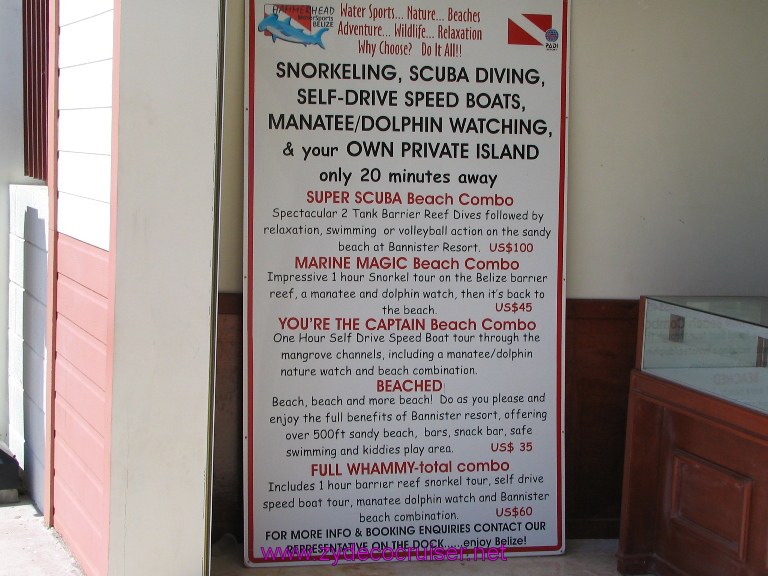 HAMMERHEAD
WaterSports
BELIZE
Water Sports... Nature... Beaches
Adventure... Wildlife... Relaxation
Why Choose? Do It All!!
PADI
SNORKELING, SCUBA DIVING,
SELF-DRIVE SPEED BOATS,
MANATEE/DOLPHIN WATCHING,
& your OWN PRIVATE ISLAND
only 20 minutes away
SUPER SCUBA Beach Combo
Spectacular 2 Tank Barrier Reef Dives followed by
relaxation, swimming or volleyball action on the sandy
beach at Bannister Resort. US$100
MARINE MAGIC Beach Combo
Impressive 1 hour Snorkel tour on the Belize barrier
reef, a manatee and dolphin watch, then it's back to
the beach. US$45
YOU'RE THE CAPTAIN Beach Combo
One Hour Self Drive Speed Boat tour through the
mangrove channels, including a manatee/dolphin
nature watch and beach combination.
BEACHED
Beach, beach and more beach! Do as you please and
enjoy the full benefits of Bannister resort, offering
over 500ft sandy beach, bars, snack bar, safe
swimming and kiddies play area. US$ 35
FULL WHAMMY-total combo
Includes 1 hour barrier reef snorkel tour, self drive
speed boat tour, manatee dolphin watch and Bannister
beach combination. US$60
FOR MORE INFO & BOOKING ENQUIRIES CONTACT OUR
REPRESENTATIVE ON THE DOCK......enjoy Belize!
www.zydecocruiser.net